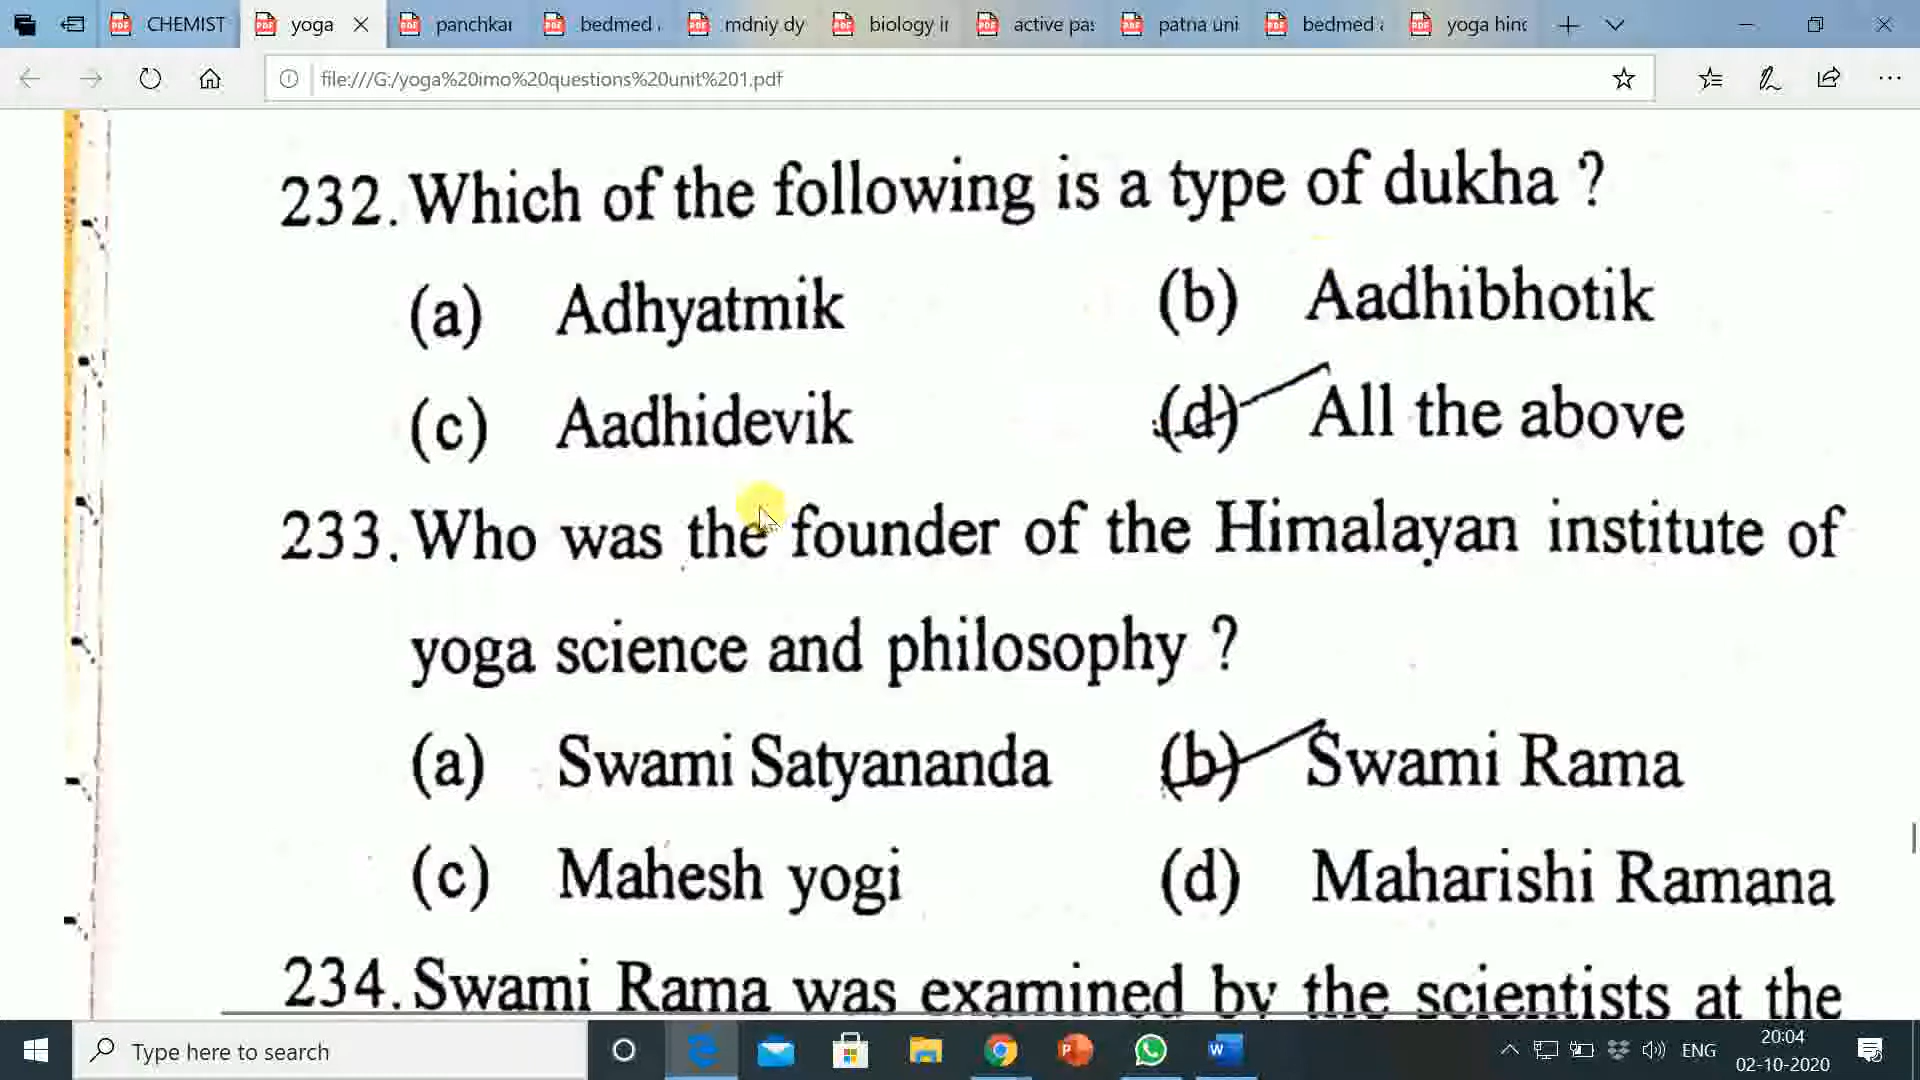 CHEMIST
yoga
panchkar
bedmed
mdniy dy
biology ir
active pas
patna uni
bedmed a
yoga hind
file:///G:/yoga%20imo%20questions%20unit%201.pdf
232. Which of the following is a type of dukha ?
(a) Adhyatmik (b) Aadhibhotik
(c) Aadhidevik (d) All the above
233. Who was the founder of the Himalayan institute of
yoga science and philosophy ?
(a) Swami Satyananda (b) Swami Rama
(c) Mahesh yogi (d) Maharishi Ramana
234. Swami Rama was examined by the scientists at the
Type here to search
ENG
20:04
02-10-2020